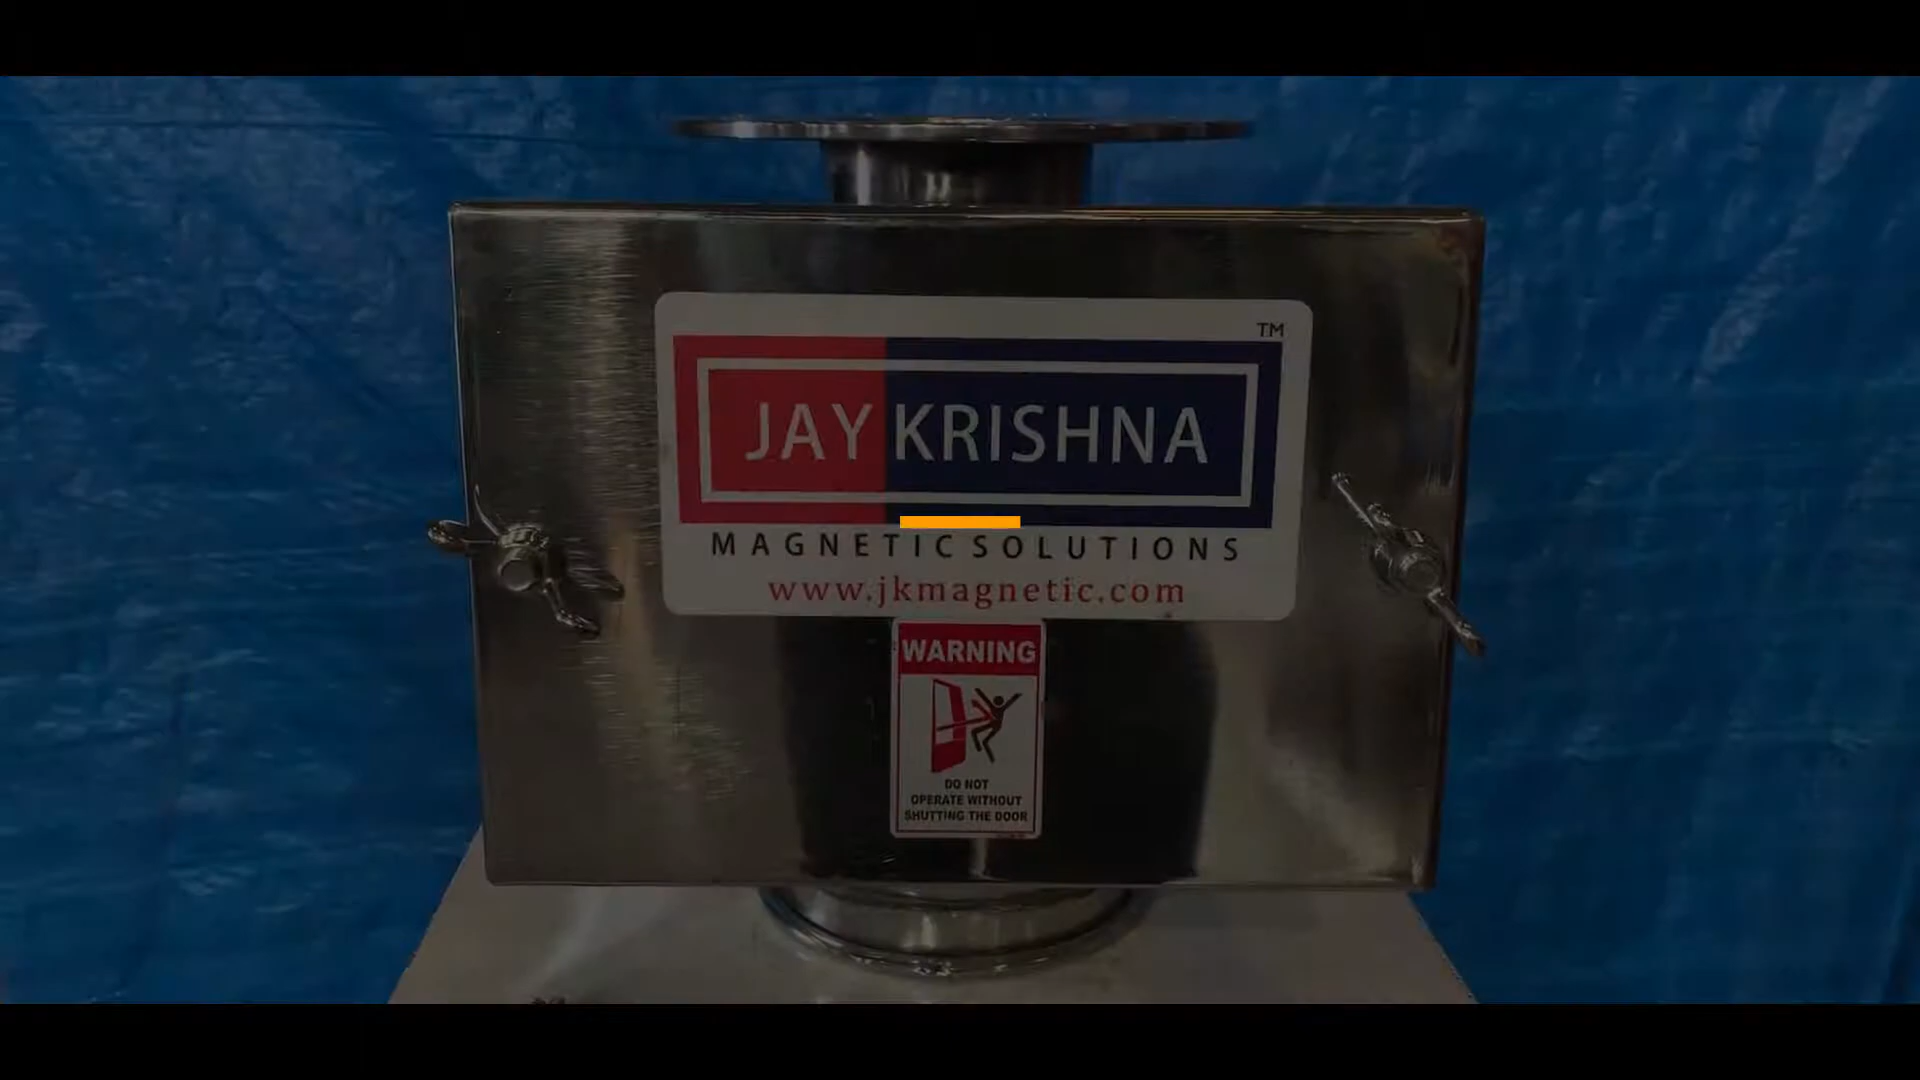 TM
JAY KRISHNA
MAGNETIC SOLUTIONS
www.jkmagnetic.com
WARNING
DO NOT
OPERATE WITHOUT
SHUTTING THE DOOR